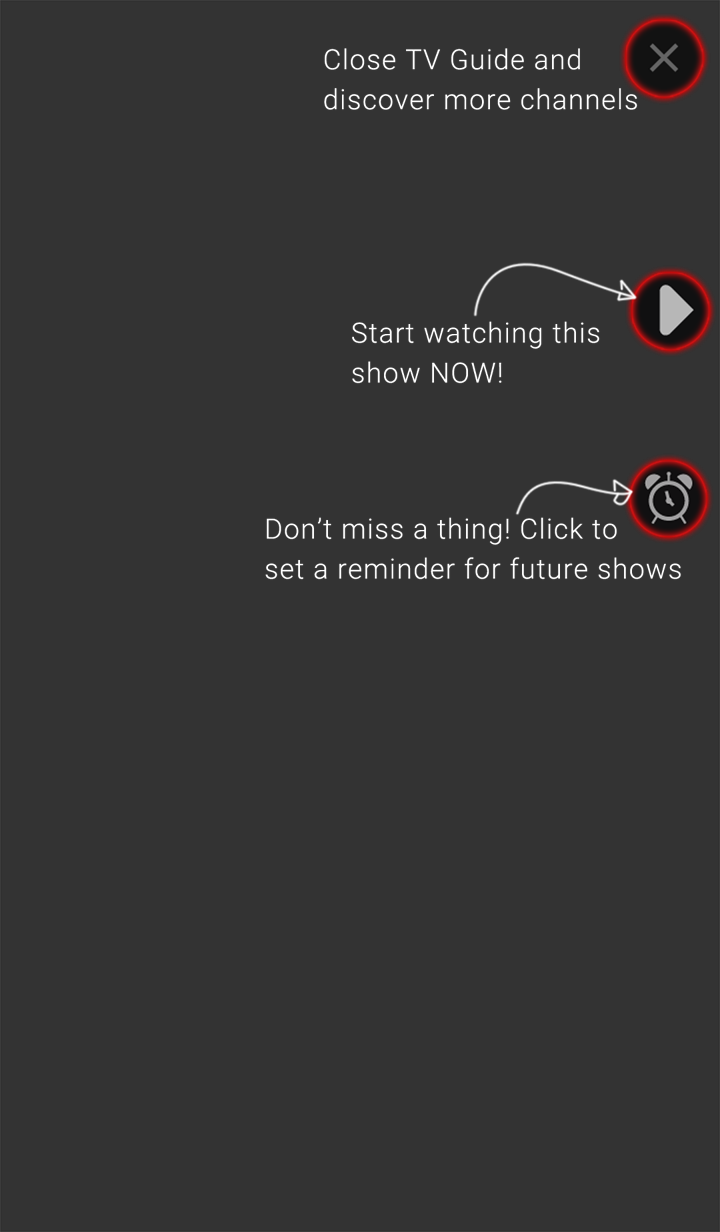 Close TV Guide and
discover more channels
Start watching this
show NOW!
Don’t miss a thing! Click to
set a reminder for future shows